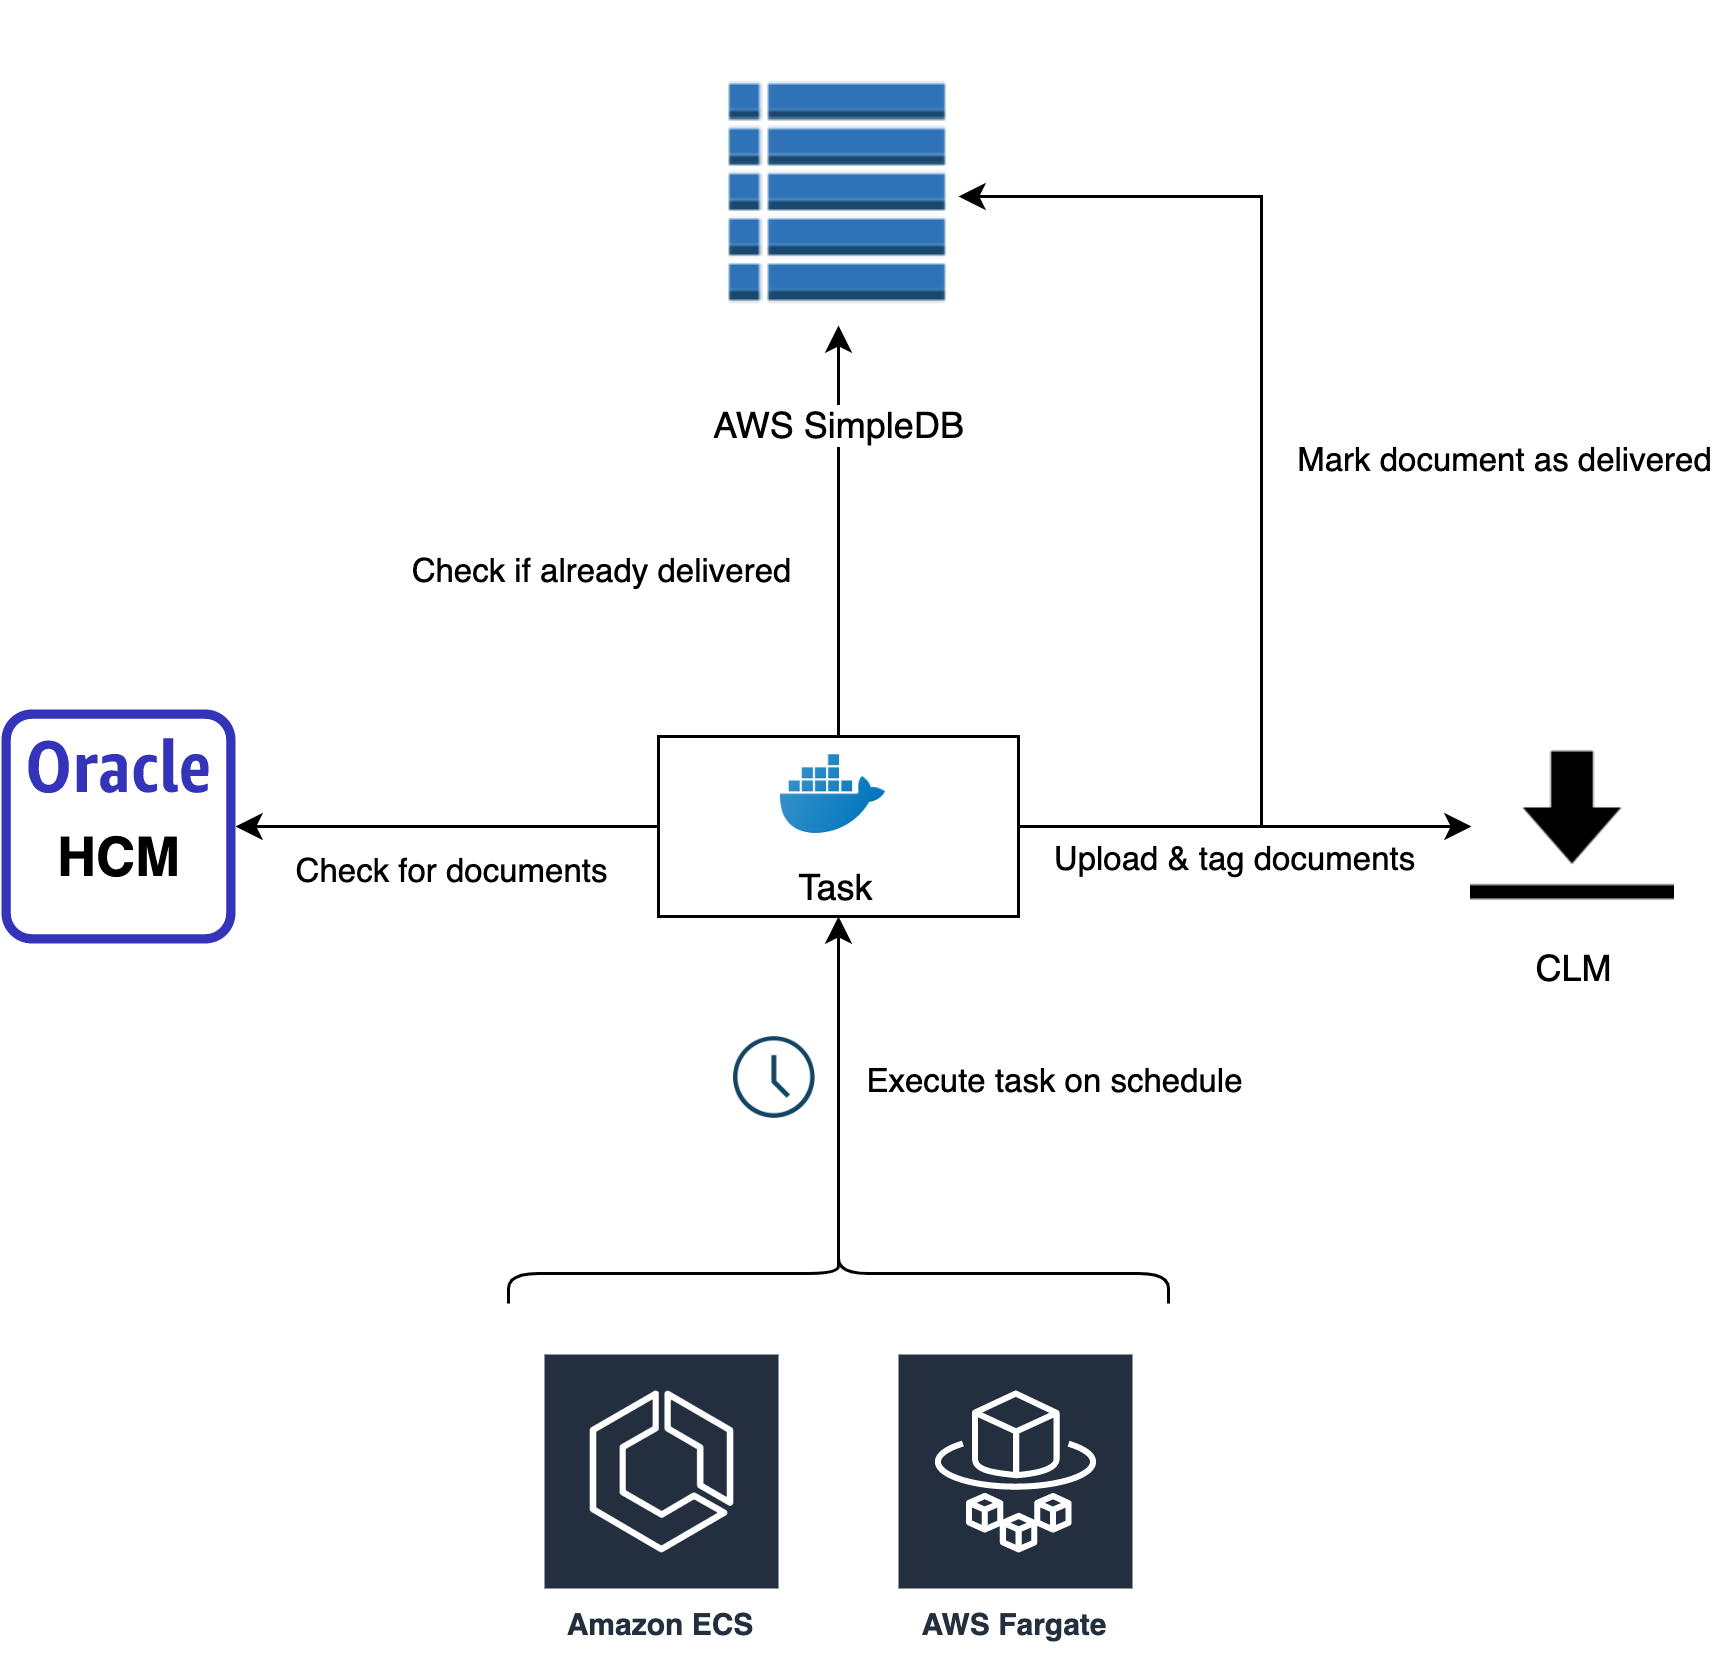 AWS SimpleDB
Mark document as delivered
Check if already delivered
Oracle
HCM
Check for documents
Task
Upload & tag documents
CLM
Execute task on schedule
Amazon ECS
AWS Fargate